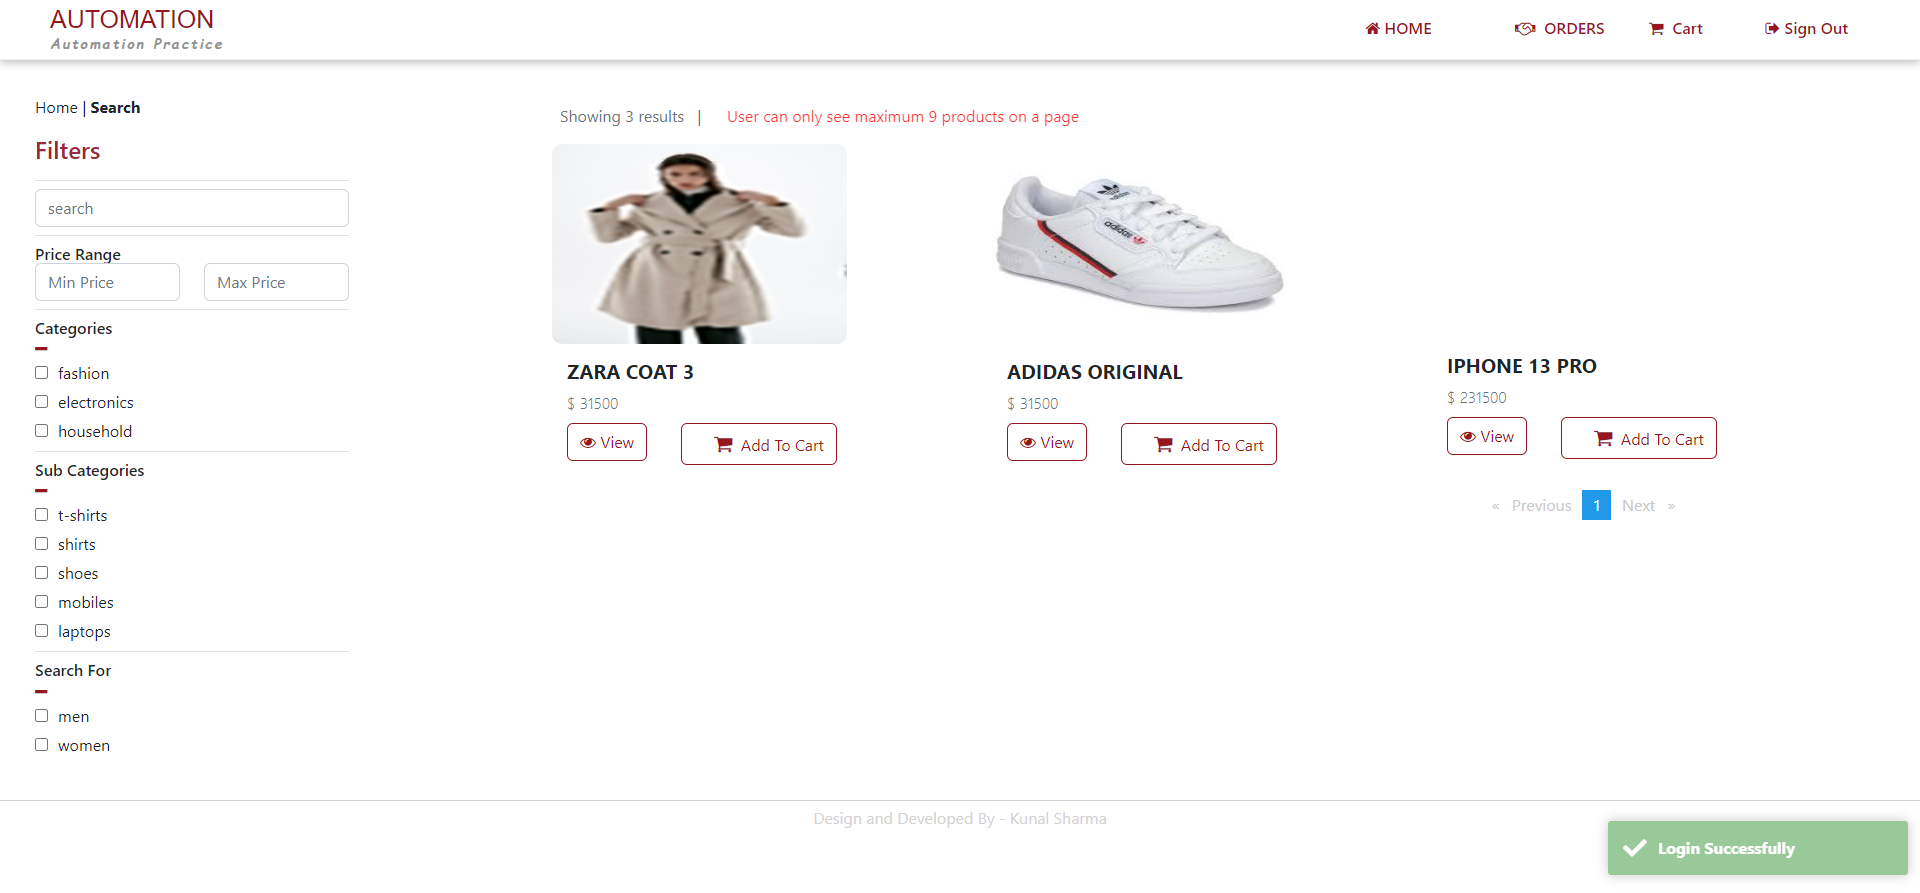 AUTOMATION
Automation Practice
HOME
ORDERS
Cart
Sign Out
Home | Search
Filters
search
Price Range
Min Price
Max Price
Categories
fashion
electronics
household
Sub Categories
t-shirts
shirts
shoes
mobiles
laptops
Search For
men
women
Showing 3 results |
User can only see maximum 9 products on a page
adidas
adidas
ZARA COAT 3
$ 31500
View
Add To Cart
ADIDAS ORIGINAL
$ 31500
View
Add To Cart
IPHONE 13 PRO
$ 231500
View
Add To Cart
« Previous 1 Next »
Design and Developed By - Kunal Sharma
Login Successfully